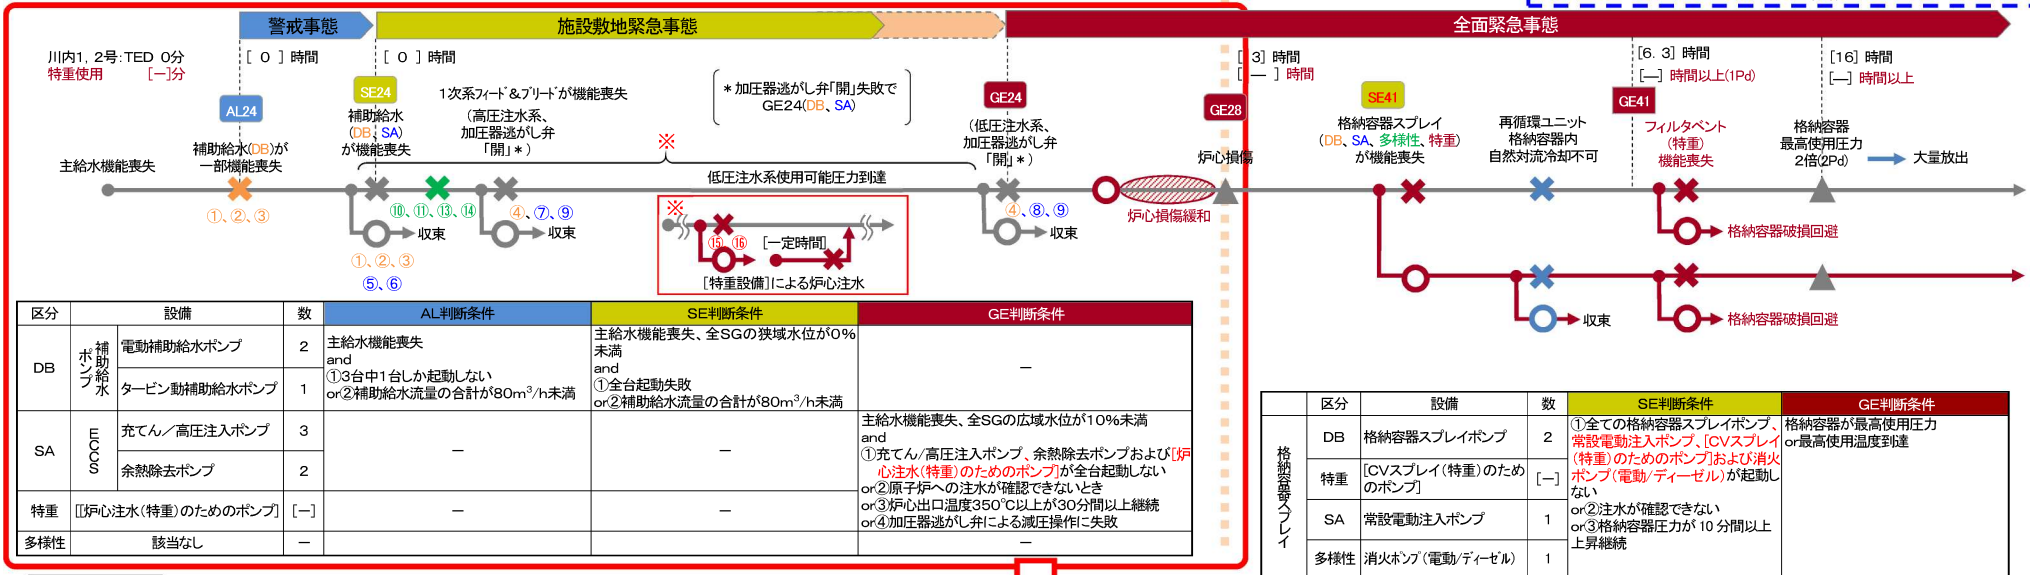 警戒事態
施設敷地緊急事態
全面緊急事態
川内1, 2号:TED 0分
特重使用 [ー]分
[ 0 ] 時間
[ 0 ] 時間
3] 時間
[ ― ] 時間
[6. 3] 時間
[―] 時間以上(1Pd)
[16] 時間
[―] 時間以上
AL24
SE24
GE24
GE28
SE41
GE41
主給水機能喪失
補助給水(DB)が
一部機能喪失
①、②、③
補助給水
(DB、SA)
が機能喪失
1次系フィード&ブリードが機能喪失
(高圧注水系、
加圧器逃がし弁
「開」*)
*加圧器逃がし弁「開」失敗で
GE24(DB、SA)
※
低圧注水系使用可能圧力到達
(低圧注水系、
加圧器逃がし弁
「開」*)
炉心損傷
炉心損傷緩和
格納容器スプレイ
(DB、SA、多様性、特重)
が機能喪失
再循環ユニット
格納容器内
自然対流冷却不可
フィルタベント
(特重)
機能喪失
格納容器
最高使用圧力
2倍(2Pd)
大量放出
⑩、⑪、⑬、⑭
④、⑦、⑨
④、⑧、⑨
収束
収束
収束
①、②、③
⑤、⑥
※
⑮、⑯
[一定時間]
[特重設備]による炉心注水
格納容器破損回避
収束
格納容器破損回避
区分 設備 数 AL判断条件 SE判断条件 GE判断条件
DB
補助給水
ポンプ
電動補助給水ポンプ 2
タービン動補助給水ポンプ 1
主給水機能喪失
and
①3台中1台しか起動しない
or②補助給水流量の合計が80m³/h未満
主給水機能喪失、全SGの狭域水位が0%
未満
and
①全台起動失敗
or②補助給水流量の合計が80m³/h未満
―
SA
ECCS
充てん/高圧注入ポンプ 3
余熱除去ポンプ 2
―
―
主給水機能喪失、全SGの広域水位が10%未満
and
①充てん/高圧注入ポンプ、余熱除去ポンプおよび[炉
心注水(特重)のためのポンプ]が全台起動しない
or②原子炉への注水が確認できないとき
or③炉心出口温度350℃以上が30分間以上継続
or④加圧器逃がし弁による減圧操作に失敗
特重 [[炉心注水(特重)のためのポンプ] [ー] ― ―
多様性 該当なし ― ―
区分 設備 数 SE判断条件 GE判断条件
格納容器スプレイ
DB 格納容器スプレイポンプ 2
特重 [CVスプレイ(特重)のため
のポンプ] [ー]
SA 常設電動注入ポンプ 1
多様性 消火ポンプ(電動/ディーゼル) 1
①全ての格納容器スプレイポンプ、
常設電動注入ポンプ、[CVスプレイ
(特重)のためのポンプ]および消火
ポンプ(電動/ディーゼル)が起動し
ない
or②注水が確認できない
or③格納容器圧力が 10 分間以上
上昇継続
格納容器が最高使用圧力
or最高使用温度到達